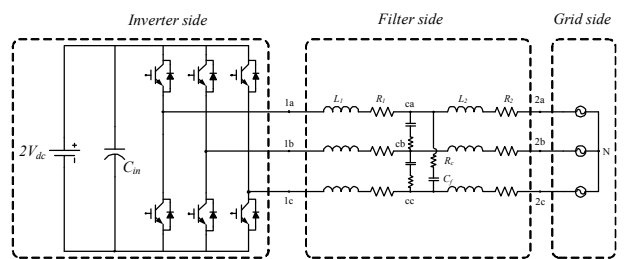 Inverter side
Filter side
Grid side
L1
R1
ca
L2
R2
2a
1a
1b
cb
2b
N
2Vdc
+
Cin
Rc
Cf
1c
cc
2c